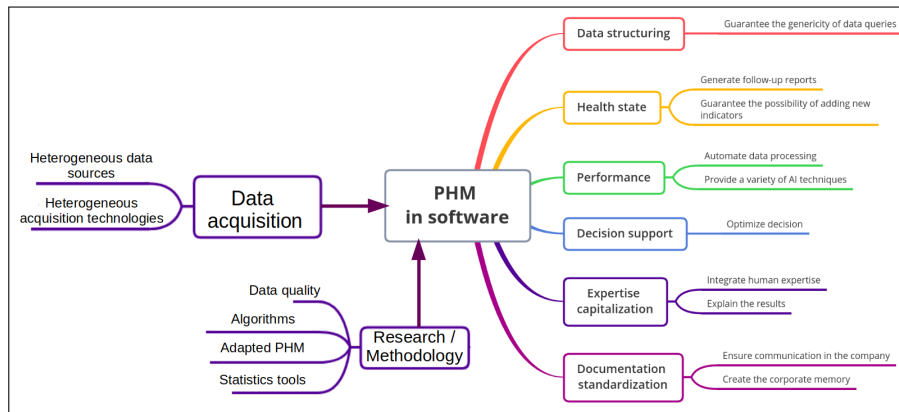 Heterogeneous data
sources
Heterogeneous
acquisition technologies
Data
acquisition
Data quality
Algorithms
Adapted PHM
Statistics tools
Research /
Methodology
PHM
in software
Data structuring
Guarantee the genericity of data queries
Health state
Generate follow-up reports
Guarantee the possibility of adding new
indicators
Performance
Automate data processing
Provide a variety of AI techniques
Decision support
Optimize decision
Expertise
capitalization
Integrate human expertise
Explain the results
Documentation
standardization
Ensure communication in the company
Create the corporate memory